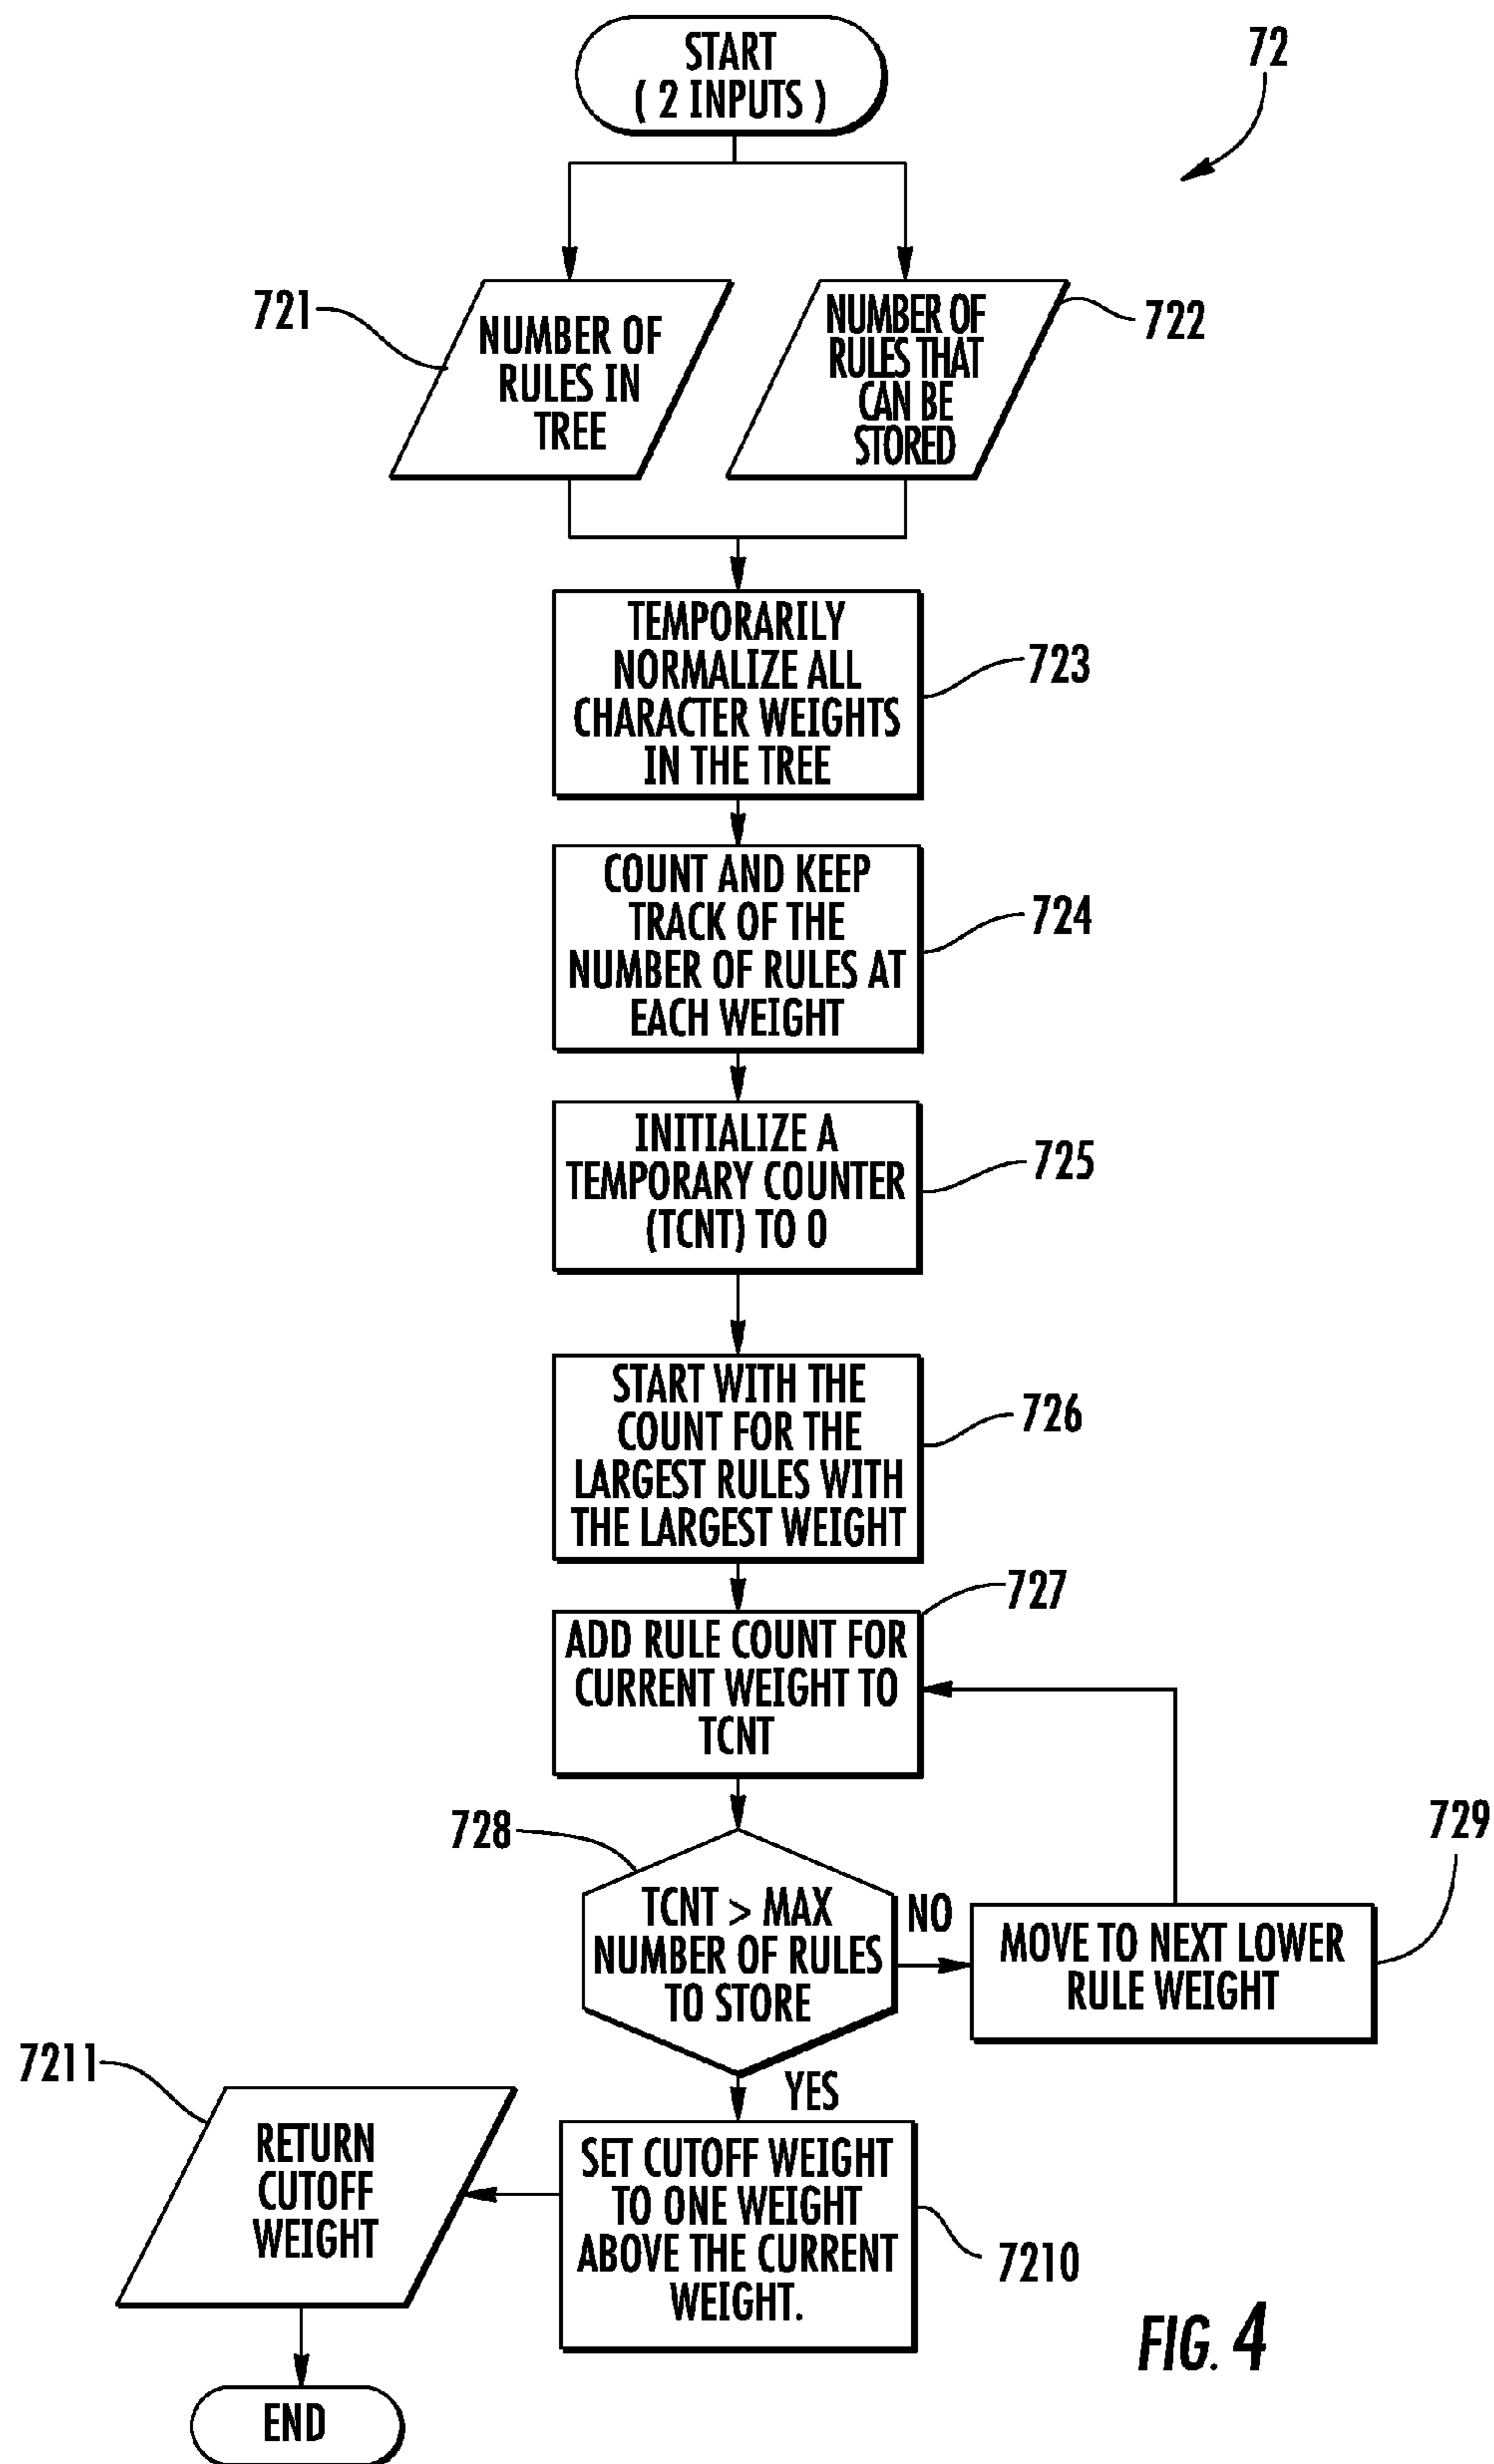 START
( 2 INPUTS )
72
721
NUMBER OF
RULES IN
TREE
NUMBER OF
RULES THAT
CAN BE
STORED
722
TEMPORARILY
NORMALIZE ALL
CHARACTER WEIGHTS
IN THE TREE
723
COUNT AND KEEP
TRACK OF THE
NUMBER OF RULES AT
EACH WEIGHT
724
INITIALIZE A
TEMPORARY COUNTER
(TCNT) TO 0
725
START WITH THE
COUNT FOR THE
LARGEST RULES WITH
THE LARGEST WEIGHT
726
727
ADD RULE COUNT FOR
CURRENT WEIGHT TO
TCNT
728
TCNT > MAX
NUMBER OF RULES
TO STORE
NO
729
MOVE TO NEXT LOWER
RULE WEIGHT
YES
7211
RETURN
CUTOFF
WEIGHT
SET CUTOFF WEIGHT
TO ONE WEIGHT
ABOVE THE CURRENT
WEIGHT.
7210
END
FIG. 4